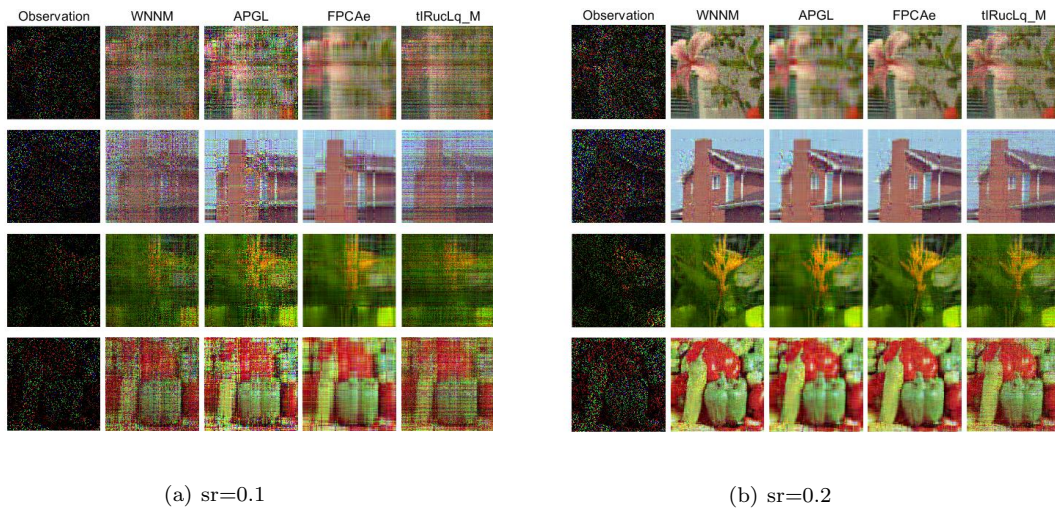 Observation WNNM APGL FPCAe tIRucLq_M
Observation WNNM APGL FPCAe tIRucLq_M
(a) sr=0.1
(b) sr=0.2